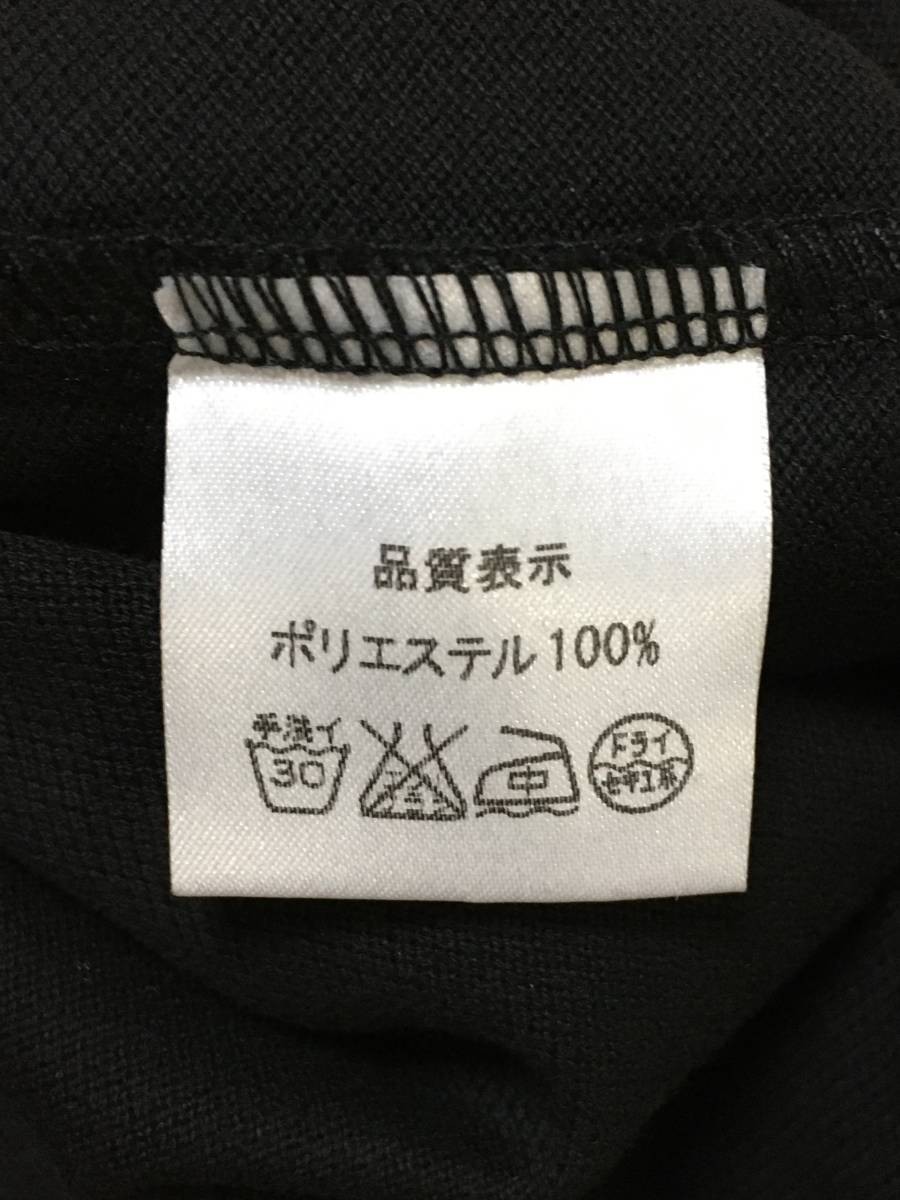 品質表示
ポリエステル100%
手洗イ
30
中
ドライ
セキユ系